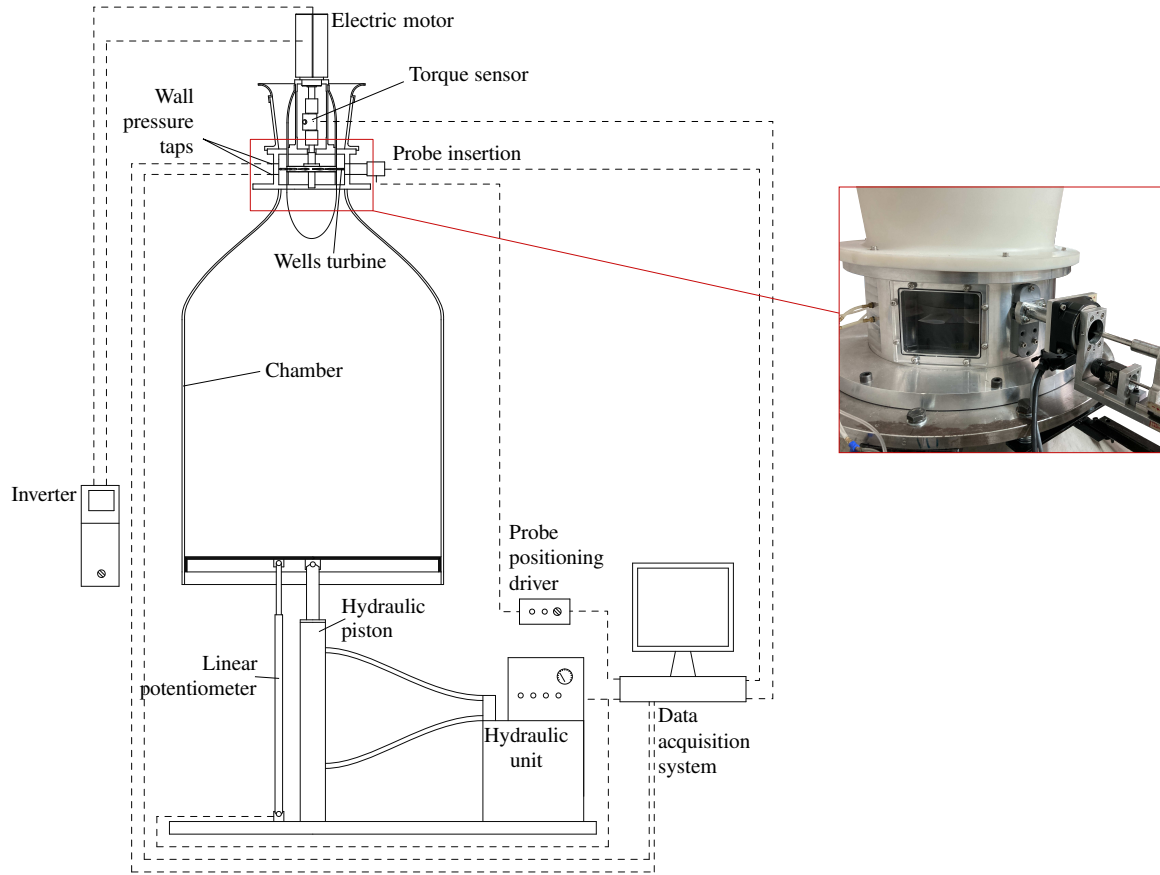 Electric motor
Torque sensor
Wall
pressure
taps
Probe insertion
Wells turbine
Chamber
Inverter
Probe
positioning
driver
Hydraulic
piston
Linear
potentiometer
Hydraulic
unit
Data
acquisition
system